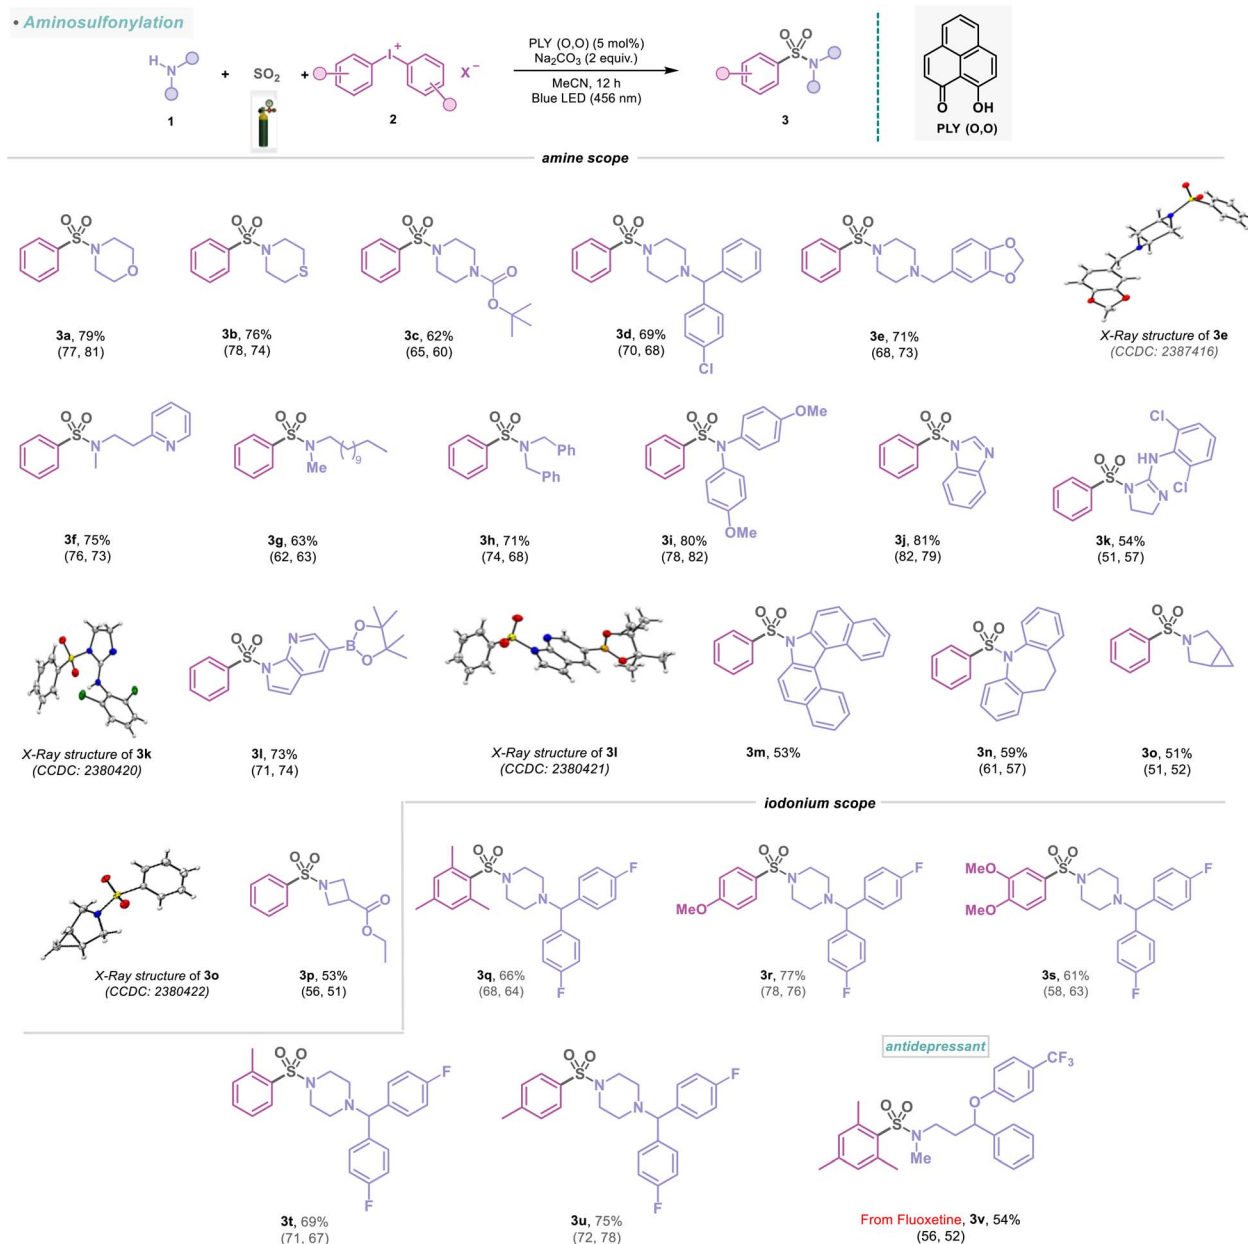 • Aminosulfonylation
H
N
1
+
SO2
+
I+
X−
2
PLY (O,O) (5 mol%)
Na2CO3 (2 equiv.)
MeCN, 12 h
Blue LED (456 nm)
O O
S
N
3
O OH
PLY (O,O)
amine scope
O O
S
N
O
3a, 79%
(77, 81)
O O
S
N
S
3b, 76%
(78, 74)
O O
S
N
N
O
O
3c, 62%
(65, 60)
O O
S
N
N
Cl
3d, 69%
(70, 68)
O O
S
N
N
O
O
3e, 71%
(68, 73)
X-Ray structure of 3e
(CCDC: 2387416)
O O
S
N
N
3f, 75%
(76, 73)
O O
S
N
Me
9
3g, 63%
(62, 63)
O O
S
N
Ph
Ph
3h, 71%
(74, 68)
O O
S
N
OMe
OMe
3i, 80%
(78, 82)
O O
S
N
N
3j, 81%
(82, 79)
Cl
HN
O O
S
N
N
Cl
3k, 54%
(51, 57)
X-Ray structure of 3k
(CCDC: 2380420)
O O
S
N
N
B
O
O
3l, 73%
(71, 74)
X-Ray structure of 3l
(CCDC: 2380421)
O O
S
N
3m, 53%
O O
S
N
3n, 59%
(61, 57)
O O
S
N
3o, 51%
(51, 52)
iodonium scope
X-Ray structure of 3o
(CCDC: 2380422)
O O
S
N
O
O
3p, 53%
(56, 51)
O O
S
N
N
F
F
3q, 66%
(68, 64)
O O
S
N
N
MeO
F
F
3r, 77%
(78, 76)
MeO
MeO
O O
S
N
N
F
F
3s, 61%
(58, 63)
O O
S
N
N
F
F
3t, 69%
(71, 67)
O O
S
N
N
F
F
3u, 75%
(72, 78)
antidepressant
CF3
O
O O
S
N
Me
From Fluoxetine, 3v, 54%
(56, 52)